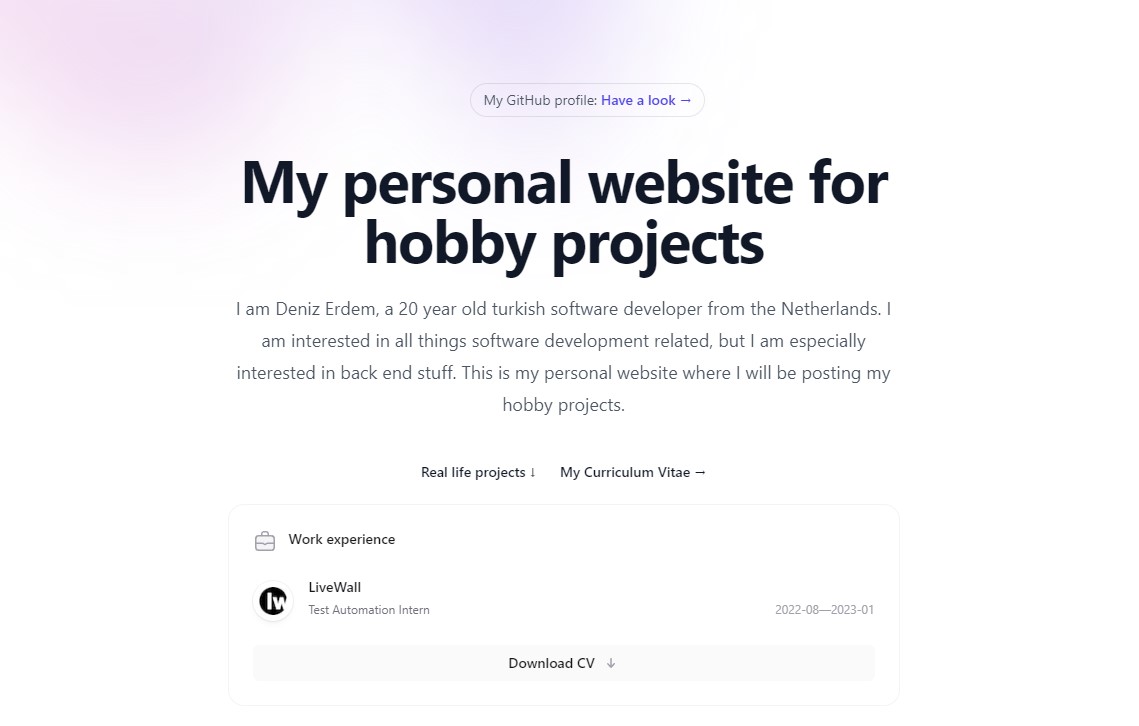 My GitHub profile: Have a look →
My personal website for
hobby projects
I am Deniz Erdem, a 20 year old turkish software developer from the Netherlands. I
am interested in all things software development related, but I am especially
interested in back end stuff. This is my personal website where I will be posting my
hobby projects.
Real life projects ↓ My Curriculum Vitae →
Work experience
lw
LiveWall
Test Automation Intern
2022-08—2023-01
Download CV ↓